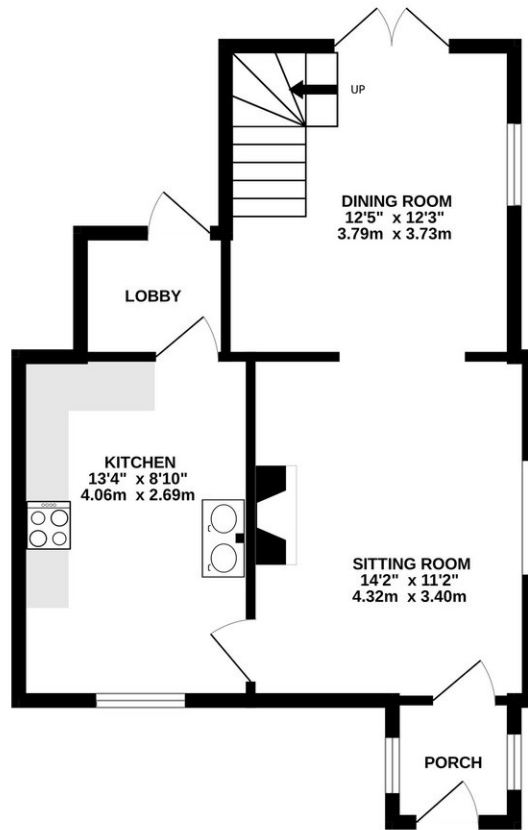 UP
DINING ROOM
12'5" x 12'3"
3.79m x 3.73m
LOBBY
KITCHEN
13'4" x 8'10"
4.06m x 2.69m
SITTING ROOM
14'2" x 11'2"
4.32m x 3.40m
PORCH